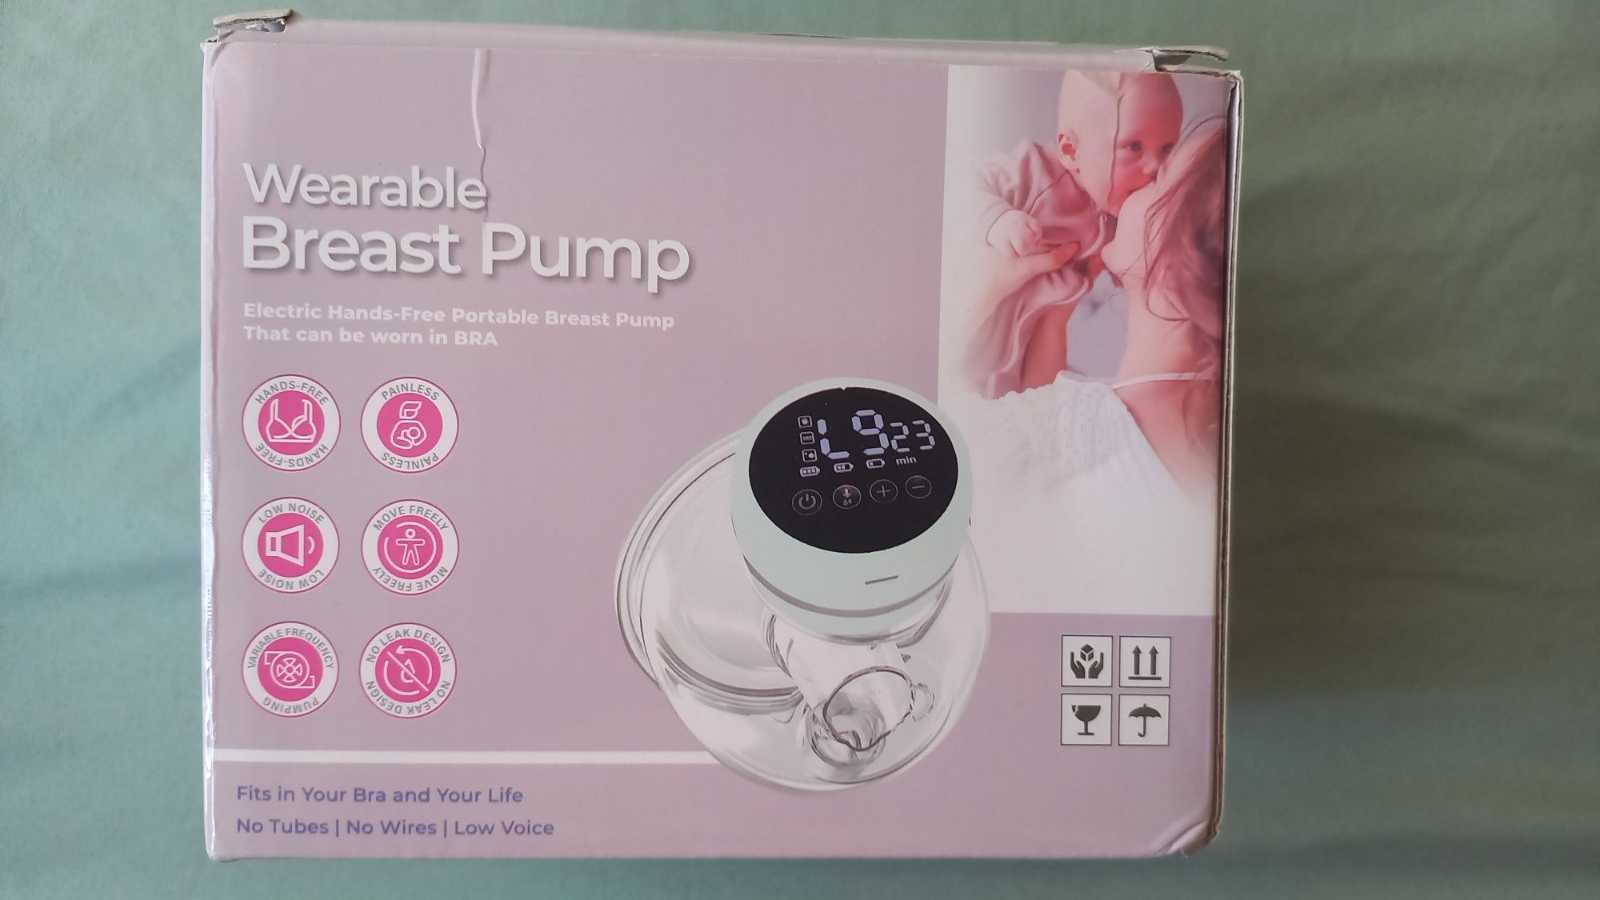 Wearable
Breast Pump
Electric Hands-Free Portable Breast Pump
That can be worn in BRA
HANDS-FREE
HANDS-FREE
PAINLESS
PAINLESS
LOW NOISE
LOW NOISE
MOVE FREELY
MOVE FREELY
VARIABLE FREQUENCY
PUMPING
NO LEAK DESIGN
NO LEAK DESIGN
L9 23
min
Fits in Your Bra and Your Life
No Tubes | No Wires | Low Voice